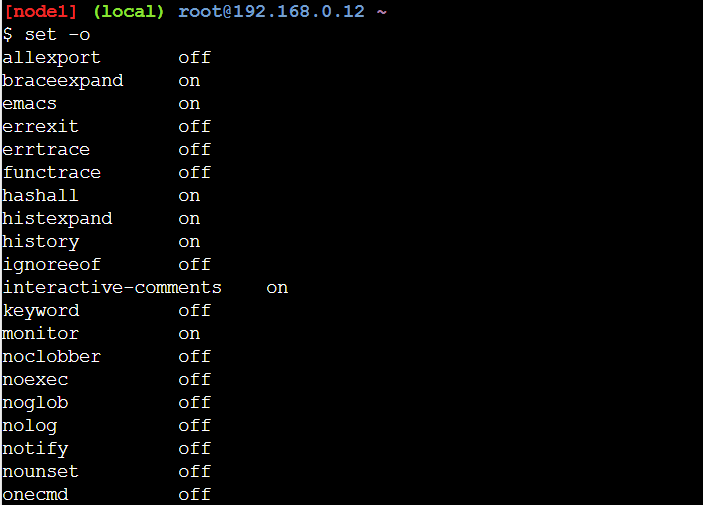 [node1] (local) root@192.168.0.12 ~
$ set -o
allexport       off
braceexpand     on
emacs           on
errexit         off
errtrace        off
functrace       off
hashall         on
histexpand      on
history         on
ignoreeof       off
interactive-comments    on
keyword         off
monitor         on
noclobber       off
noexec          off
noglob          off
nolog           off
notify          off
nounset         off
onecmd          off